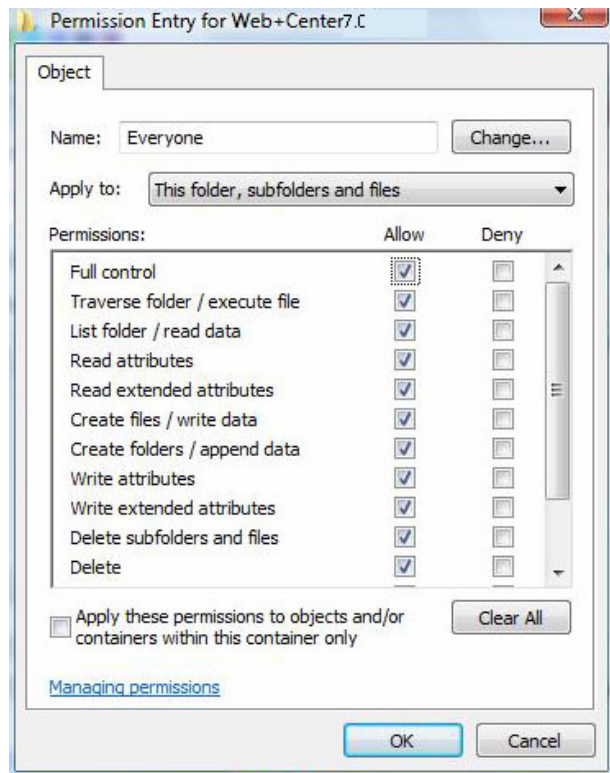 Permission Entry for Web+Center7.0
Object
Name: Everyone Change...
Apply to: This folder, subfolders and files
Permissions: Allow Deny
Full control
Traverse folder / execute file
List folder / read data
Read attributes
Read extended attributes
Create files / write data
Create folders / append data
Write attributes
Write extended attributes
Delete subfolders and files
Delete
Apply these permissions to objects and/or Clear All
containers within this container only
Managing permissions
OK Cancel